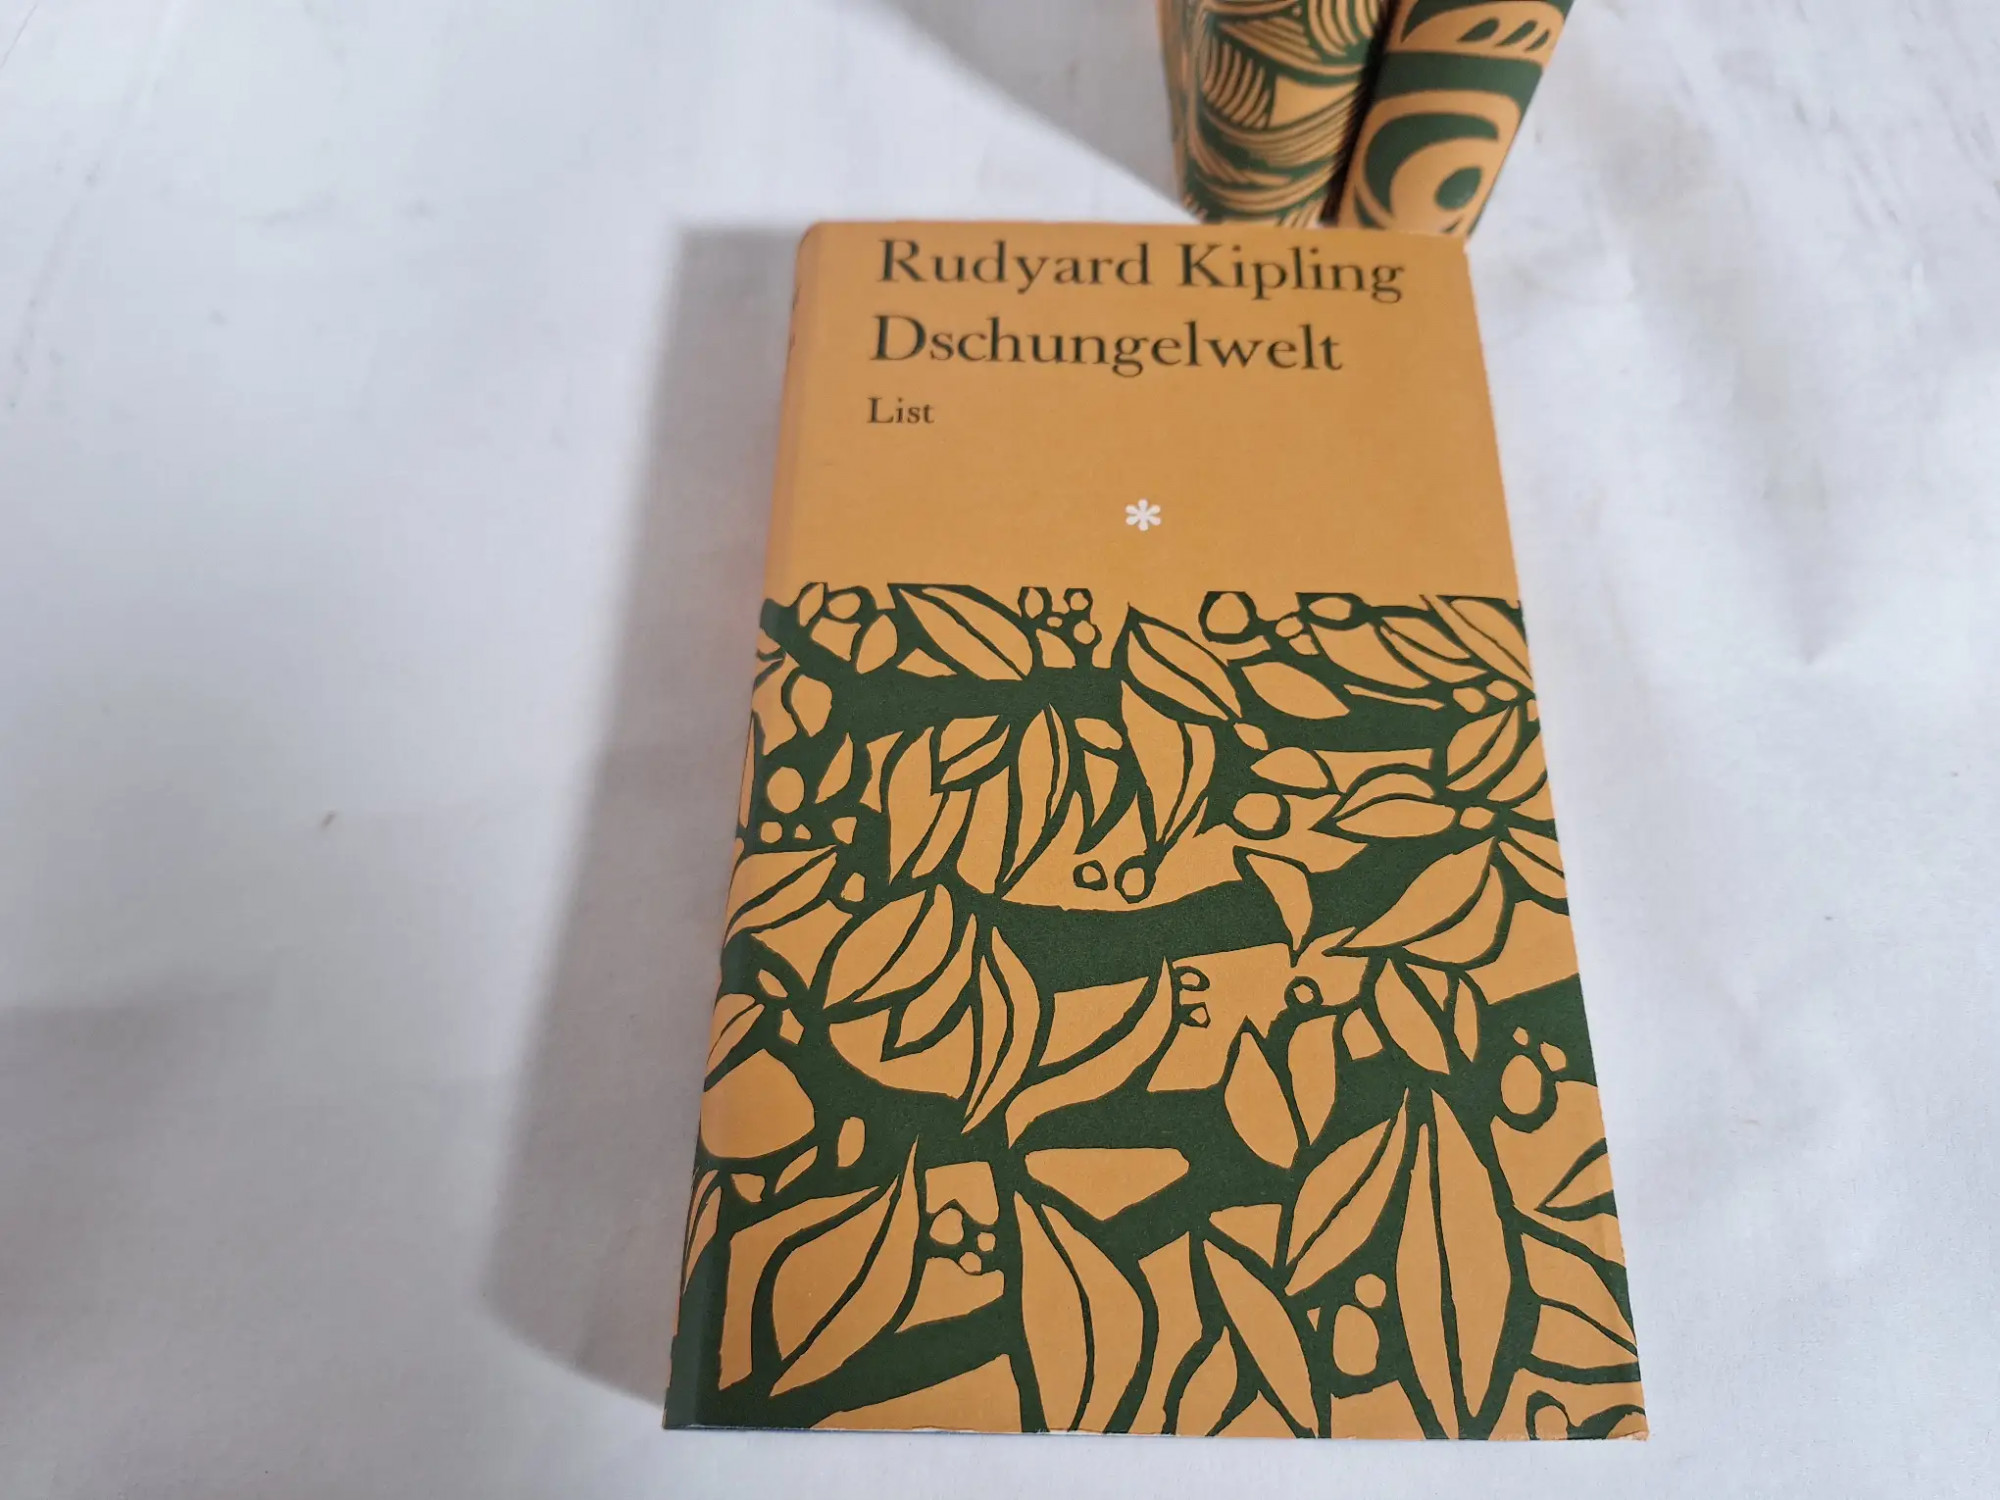 Rudyard Kipling
Dschungelwelt
List
*